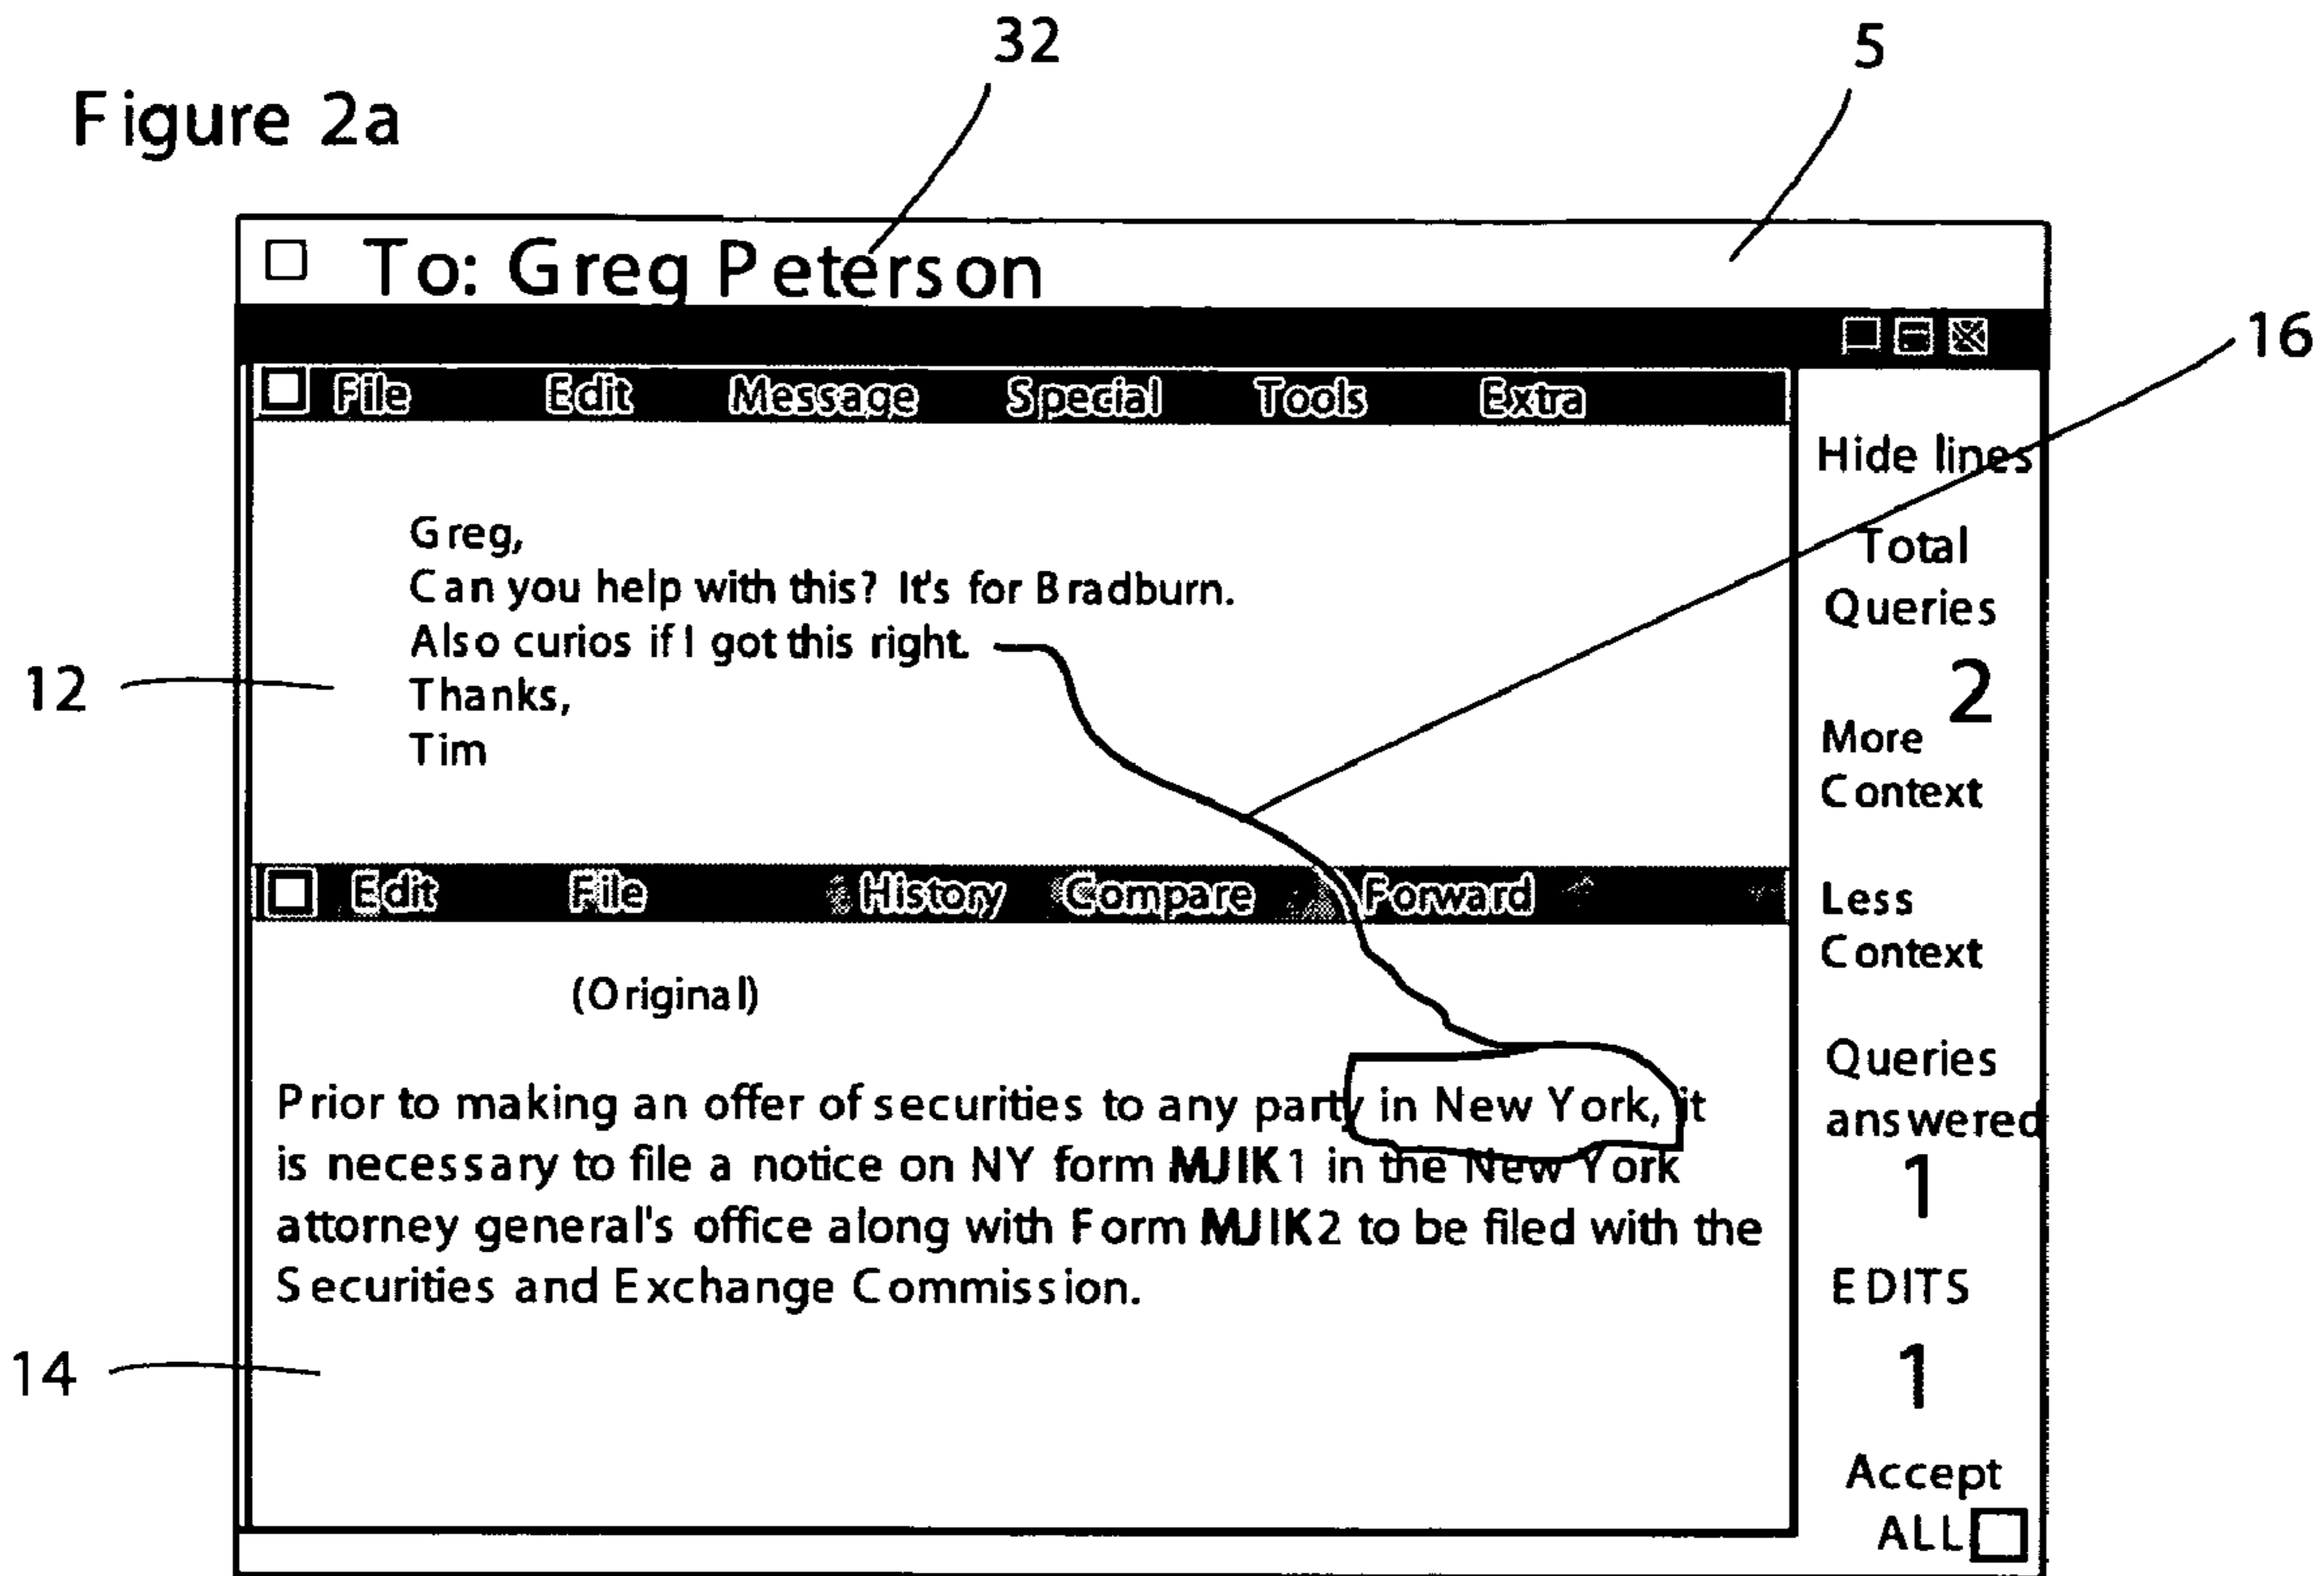 32
5
Figure 2a
To: Greg Peterson
16
File Edit Message Special Tools Extra
Hide lines
Total
Queries
2
More
Context
Less
Context
Queries
answered
1
EDITS
1
Accept
ALL
12
Greg,
Can you help with this? It's for Bradburn.
Also curios if I got this right.
Thanks,
Tim
Edit File History Compare Forward
(Original)
Prior to making an offer of securities to any party in New York, it
is necessary to file a notice on NY form MJIK1 in the New York
attorney general's office along with Form MJIK2 to be filed with the
Securities and Exchange Commission.
14